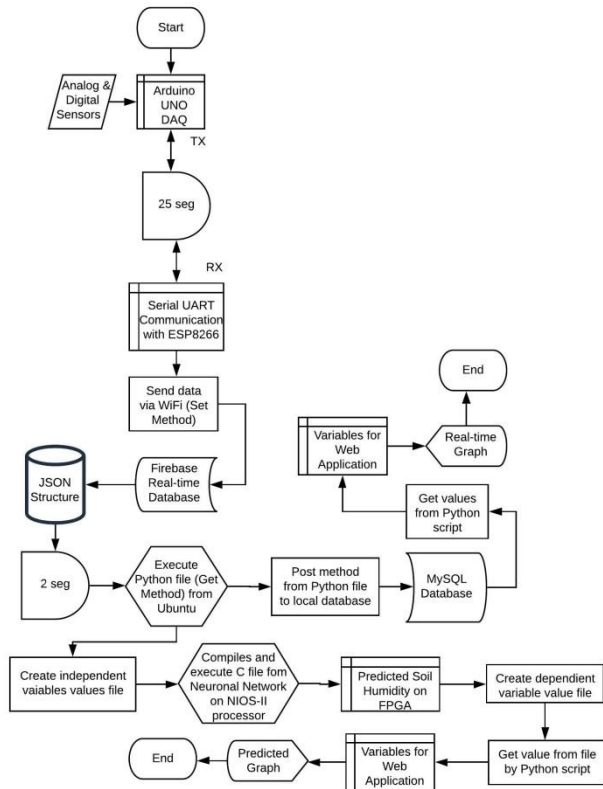 Start
Analog &
Digital
Sensors
Arduino
UNO
DAQ
TX
25 seg
RX
Serial UART
Communication
with ESP8266
Send data
via WiFi (Set
Method)
Firebase
Real-time
Database
JSON
Structure
End
Variables for
Web
Application
Real-time
Graph
Get values
from Python
script
2 seg
Execute
Python file (Get
Method) from
Ubuntu
Post method
from Python file
to local database
MySQL
Database
Create independent
vaiables values file
Compiles and
execute C file fom
Neuronal Network
on NIOS-II
processor
Predicted Soil
Humidity on
FPGA
Create dependent
variable value file
End
Predicted
Graph
Variables for
Web
Application
Get value from file
by Python script